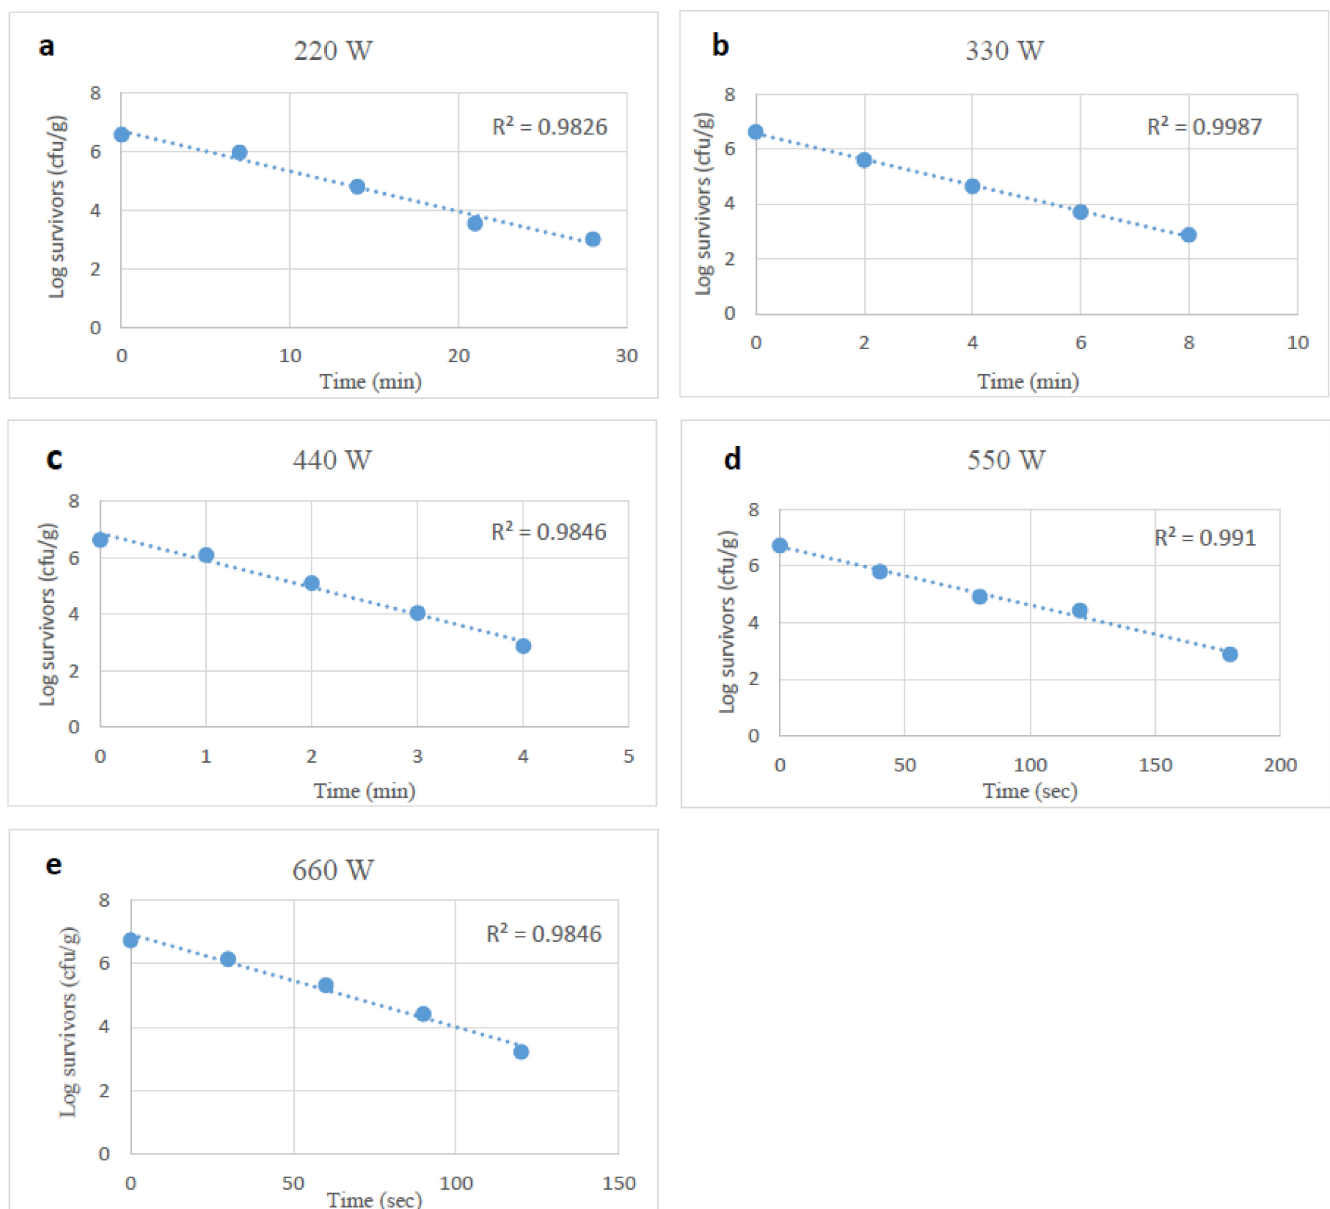 a
220 W
R² = 0.9826
Log survivors (cfu/g)
8
6
4
2
0
0 10 20 30
Time (min)
b
330 W
R² = 0.9987
Log survivors (cfu/g)
8
6
4
2
0
0 2 4 6 8 10
Time (min)
c
440 W
R² = 0.9846
Log survivors (cfu/g)
8
6
4
2
0
0 1 2 3 4 5
Time (min)
d
550 W
R² = 0.991
Log survivors (cfu/g)
8
6
4
2
0
0 50 100 150 200
Time (sec)
e
660 W
R² = 0.9846
Log survivors (cfu/g)
8
6
4
2
0
0 50 100 150
Time (sec)